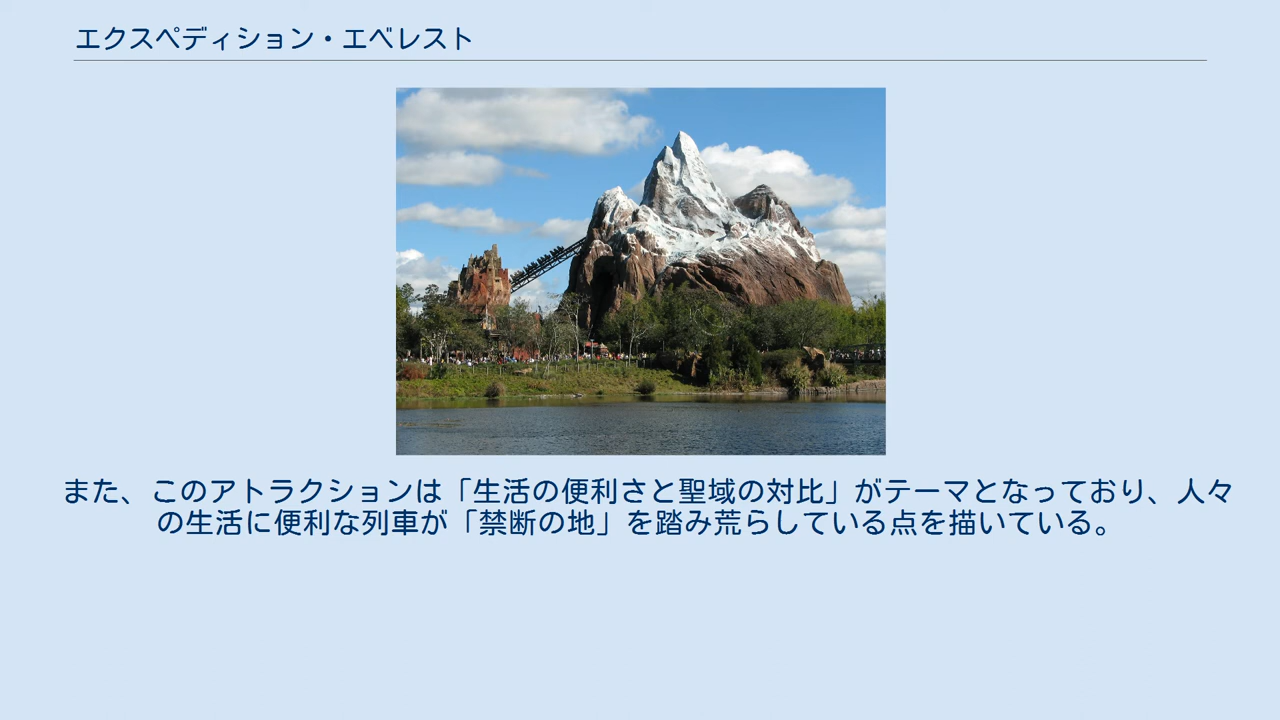 エクスペディション・エベレスト
また、このアトラクションは「生活の便利さと聖域の対比」がテーマとなっており、人々
の生活に便利な列車が「禁断の地」を踏み荒らしている点を描いている。